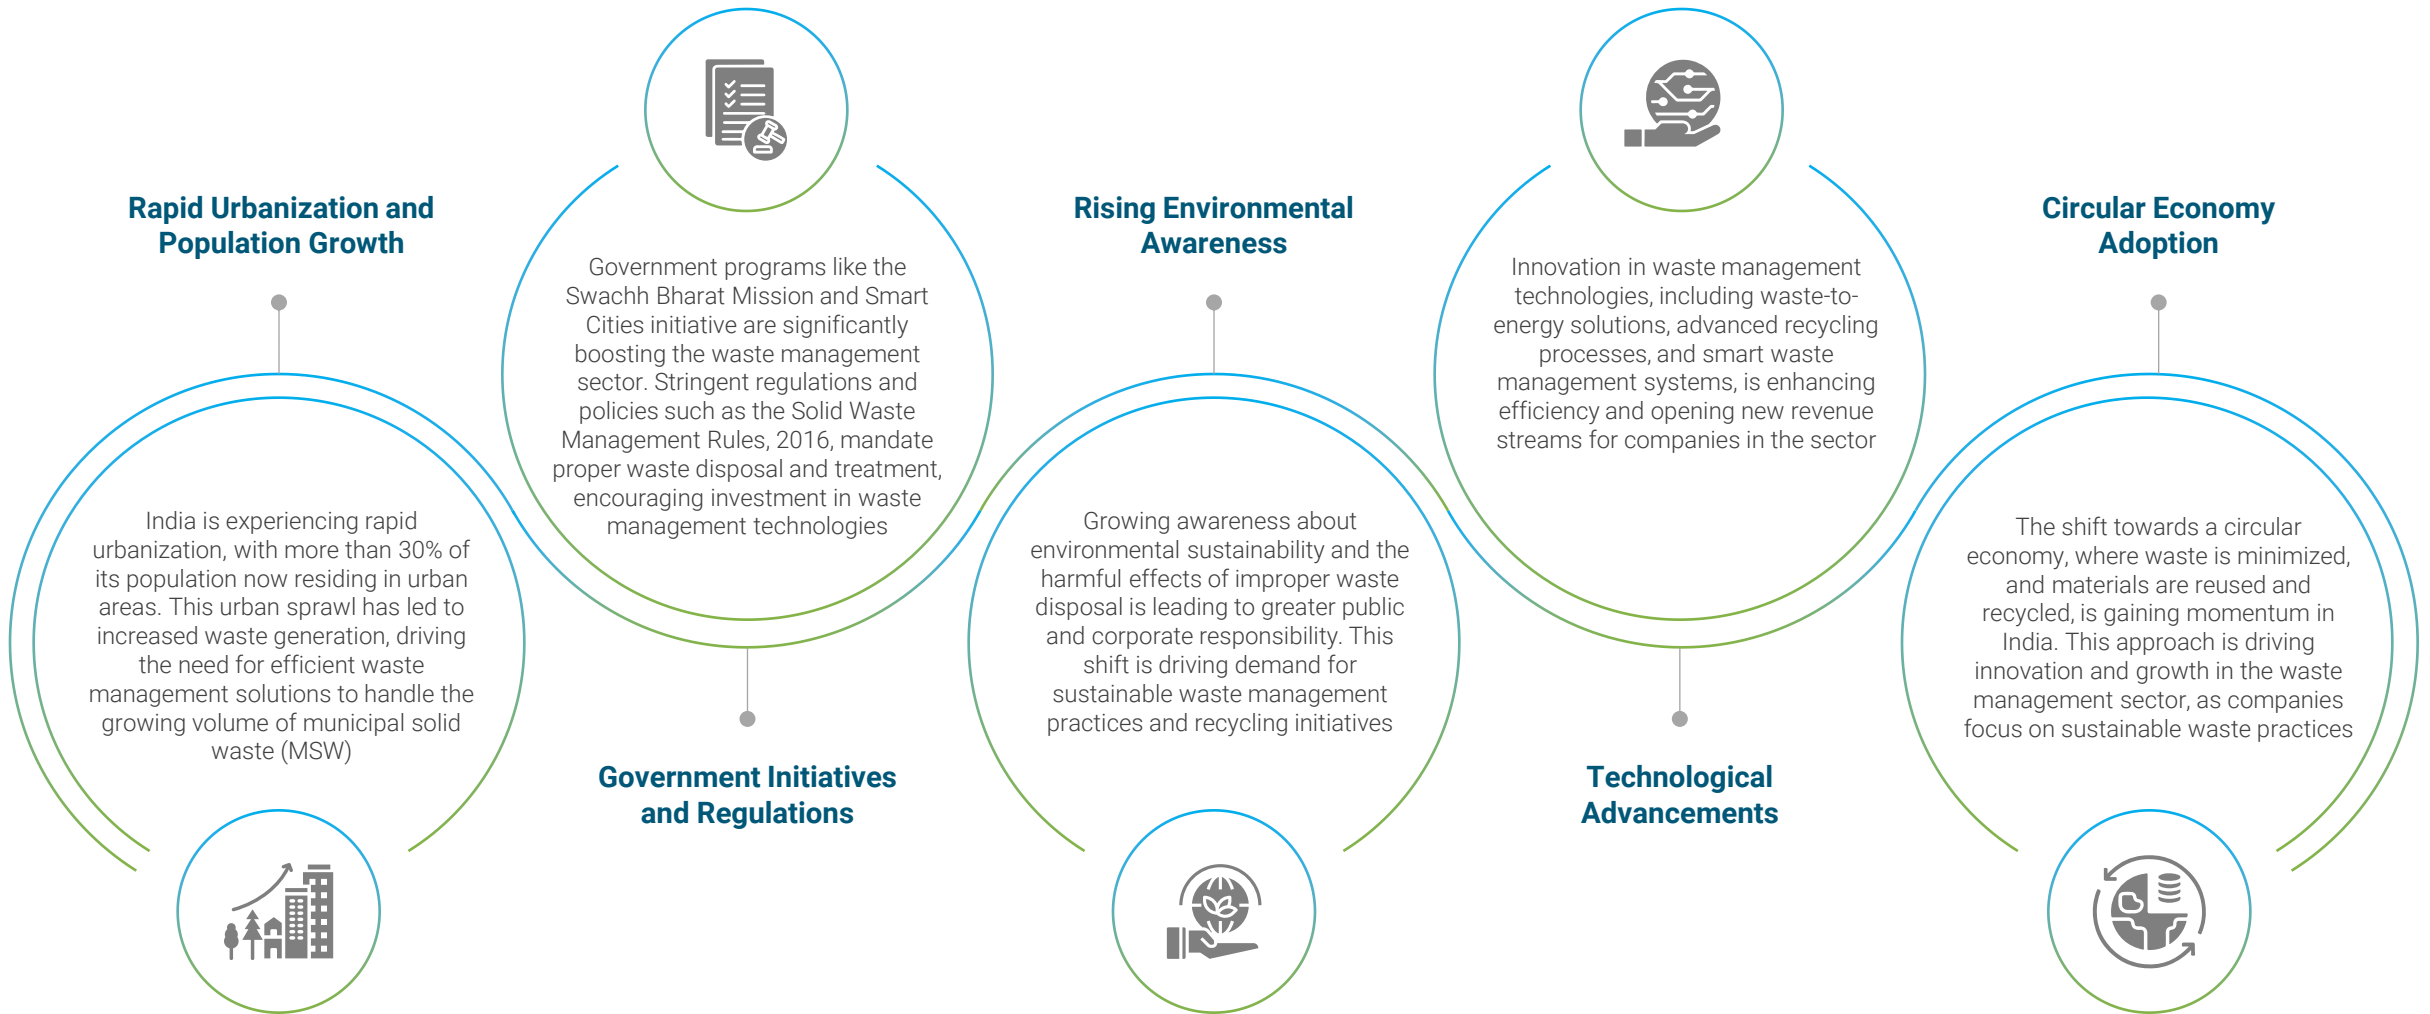 Rapid Urbanization and
Population Growth
India is experiencing rapid
urbanization, with more than 30% of
its population now residing in urban
areas. This urban sprawl has led to
increased waste generation, driving
the need for efficient waste
management solutions to handle the
growing volume of municipal solid
waste (MSW)
Government programs like the
Swachh Bharat Mission and Smart
Cities initiative are significantly
boosting the waste management
sector. Stringent regulations and
policies such as the Solid Waste
Management Rules, 2016, mandate
proper waste disposal and treatment,
encouraging investment in waste
management technologies
Government Initiatives
and Regulations
Rising Environmental
Awareness
Growing awareness about
environmental sustainability and the
harmful effects of improper waste
disposal is leading to greater public
and corporate responsibility. This
shift is driving demand for
sustainable waste management
practices and recycling initiatives
Innovation in waste management
technologies, including waste-to-
energy solutions, advanced recycling
processes, and smart waste
management systems, is enhancing
efficiency and opening new revenue
streams for companies in the sector
Technological
Advancements
Circular Economy
Adoption
The shift towards a circular
economy, where waste is minimized,
and materials are reused and
recycled, is gaining momentum in
India. This approach is driving
innovation and growth in the waste
management sector, as companies
focus on sustainable waste practices